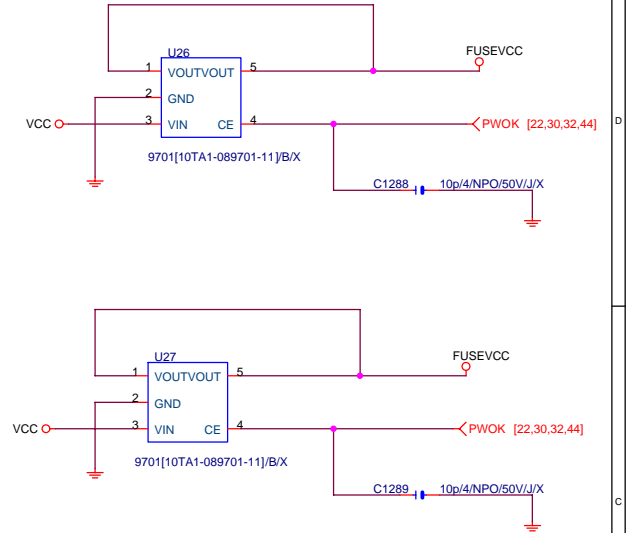 U26
FUSEVCC
1 VOUTVOUT 5
2 GND
VCC 3 VIN CE 4 PWOK [22,30,32,44]
D
9701[10TA1-089701-11]/B/X
C1288 10p/4/NPO/50V/J/X
U27
FUSEVCC
1 VOUTVOUT 5
2 GND
VCC 3 VIN CE 4 PWOK [22,30,32,44]
9701[10TA1-089701-11]/B/X
C1289 10p/4/NPO/50V/J/X
C